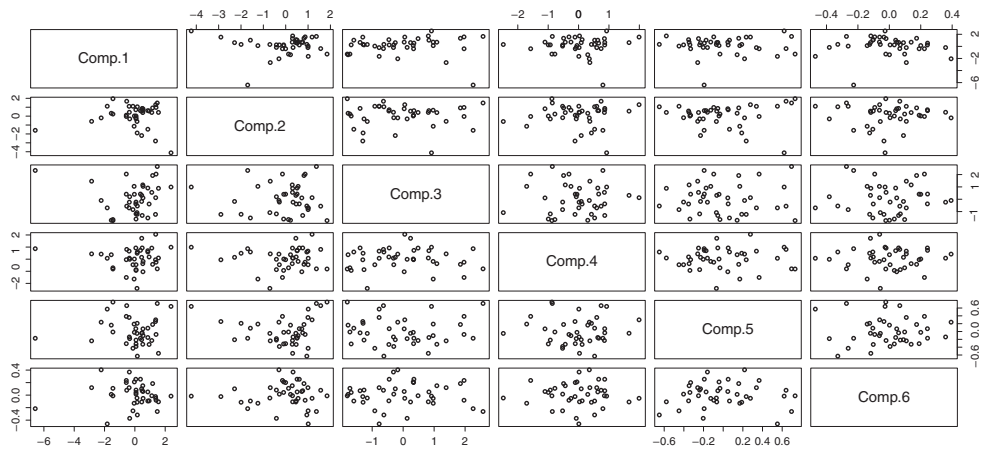 −4 −3 −2 −1 0 1 2
−2 −1 0 1 2
−0.4 −0.2 0.0 0.2 0.4
Comp.1
−6 −2 0 2
−4 −2 0 1 2
Comp.2
Comp.3
−1 1 2
−2 0 1 2
Comp.4
Comp.5
−0.6 0.0 0.6
−0.4 0.0 0.4
Comp.6
−6 −4 −2 0 2
−1 0 1 2
−0.6 −0.2 0.2 0.6